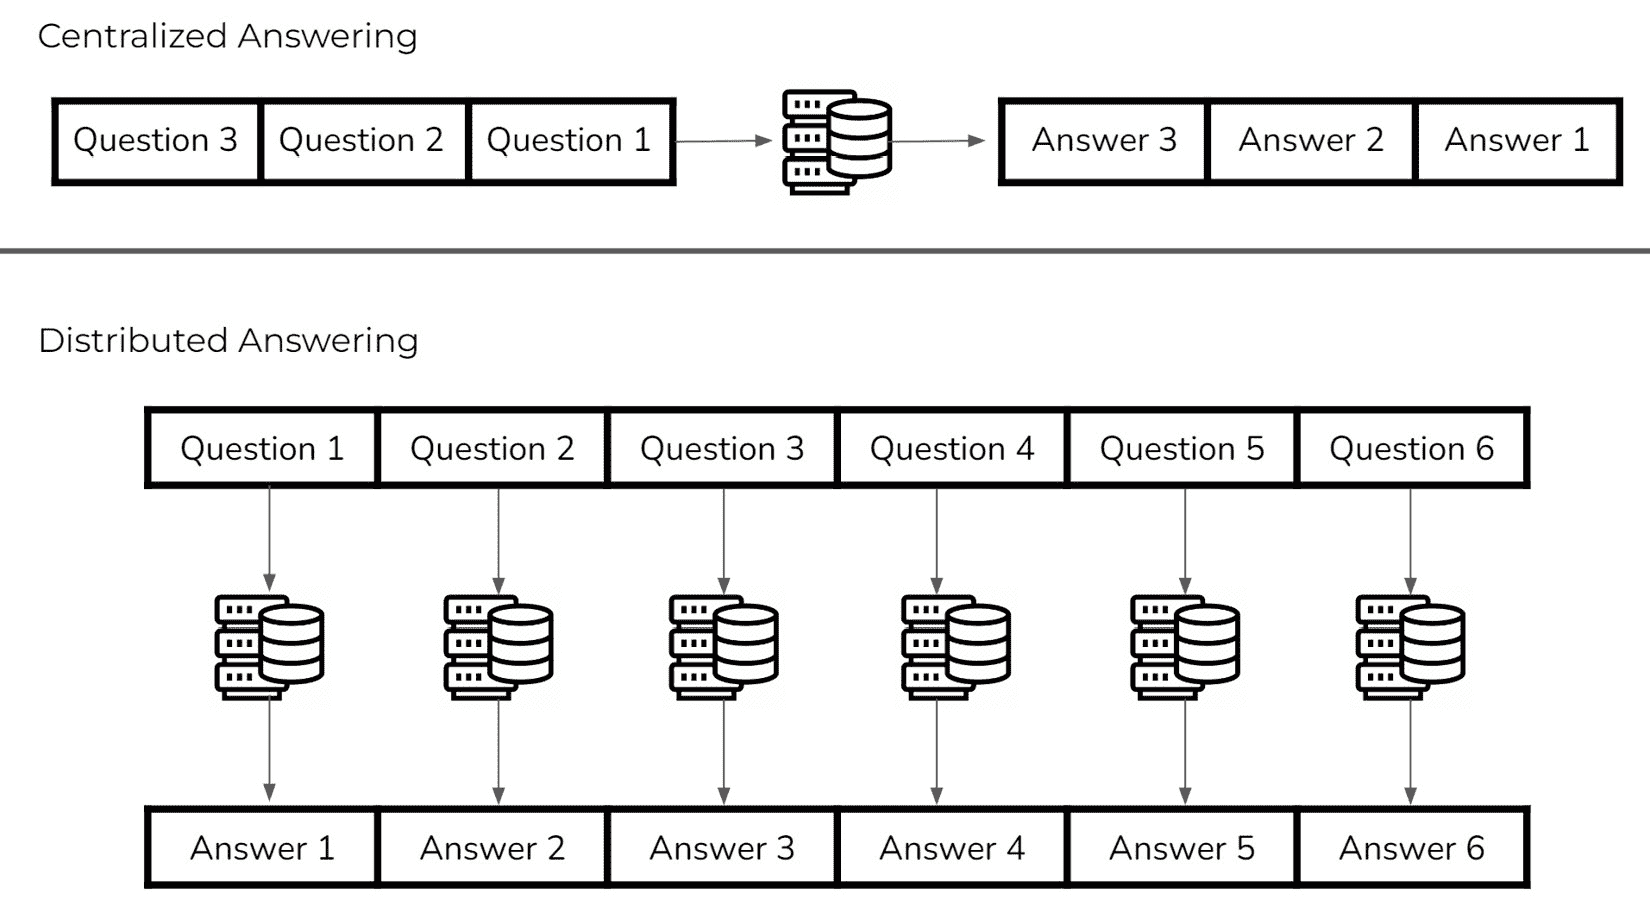 Centralized Answering
Question 3 Question 2 Question 1 Answer 3 Answer 2 Answer 1
Distributed Answering
Question 1 Question 2 Question 3 Question 4 Question 5 Question 6
Answer 1 Answer 2 Answer 3 Answer 4 Answer 5 Answer 6